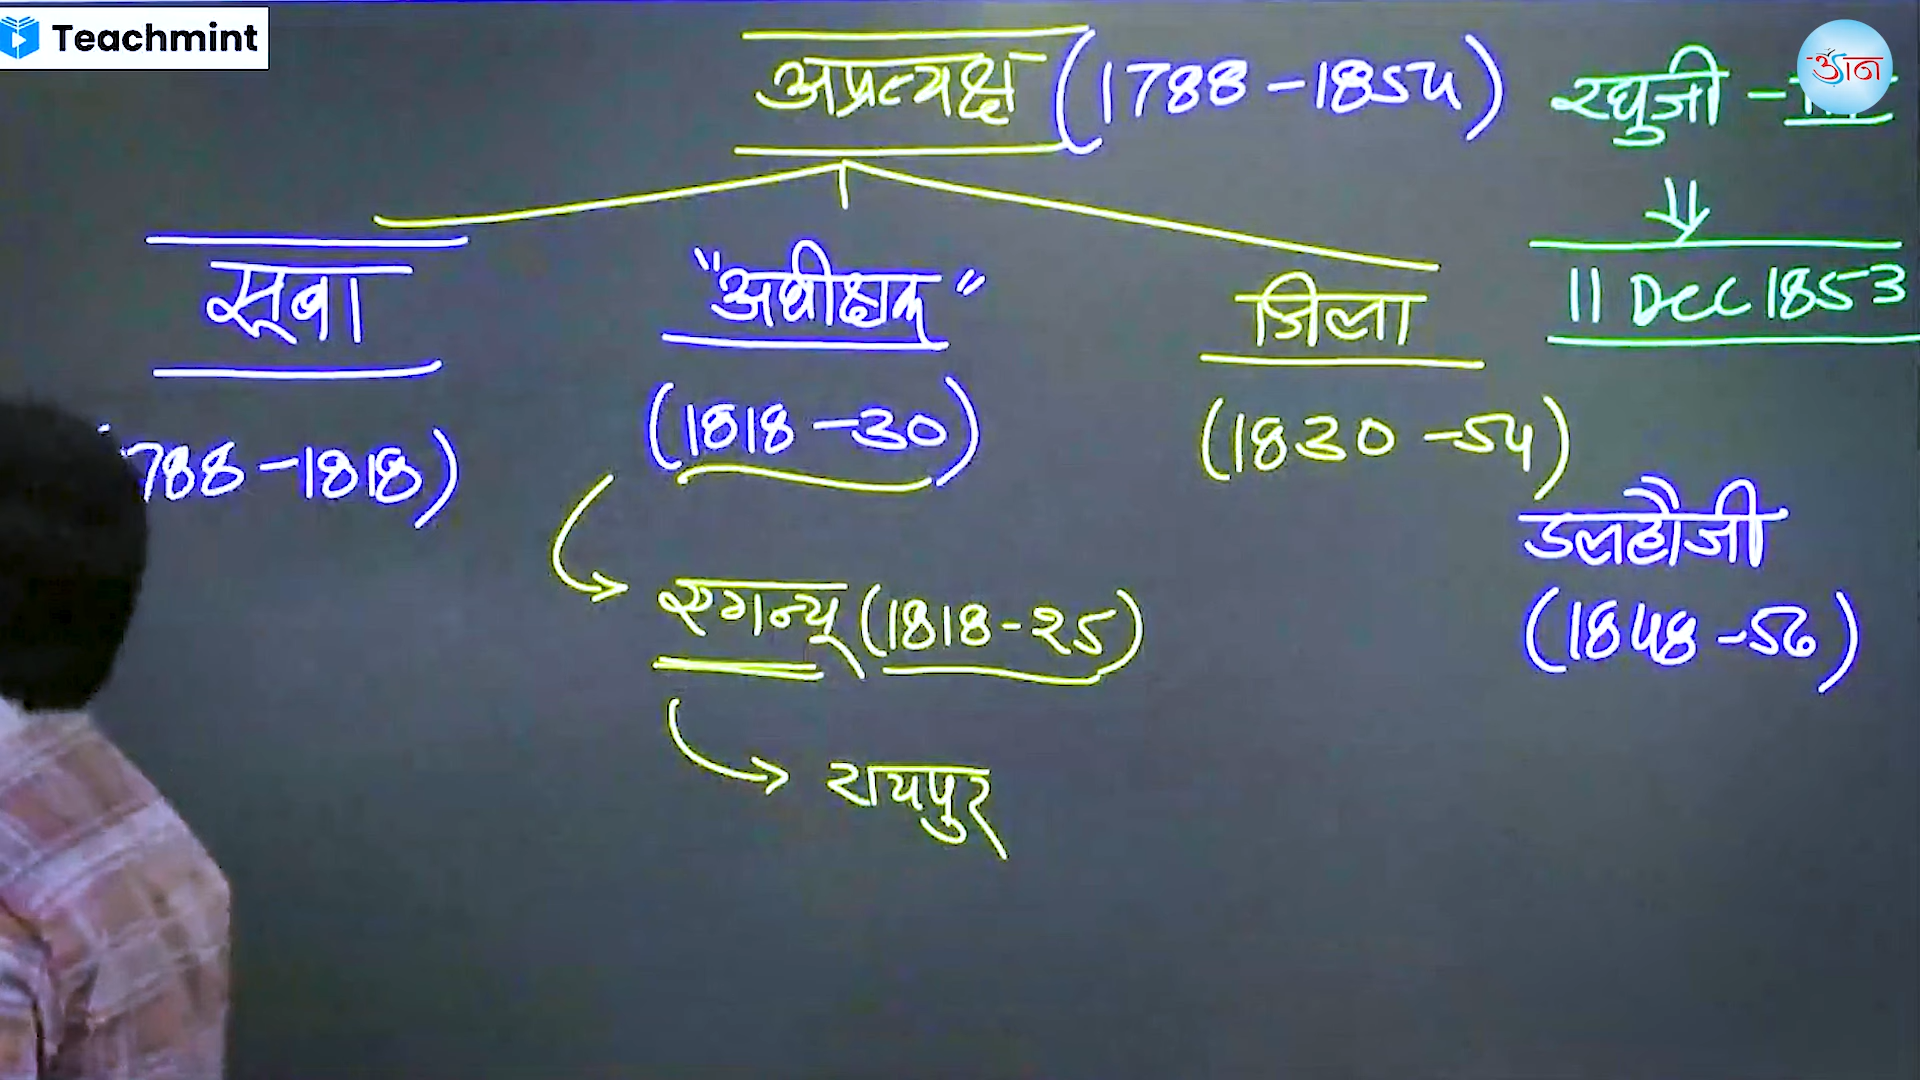 Teachmint
ज्ञान
अप्रत्यक्ष (1788-1854)
रघुजी -
11 Dec 1853
सूबा
"अधीक्षक"
जिला
788-1818)
(1818-30)
(1830-54)
डलहौजी
(1848-56)
एगन्यू (1818-25)
रायपुर